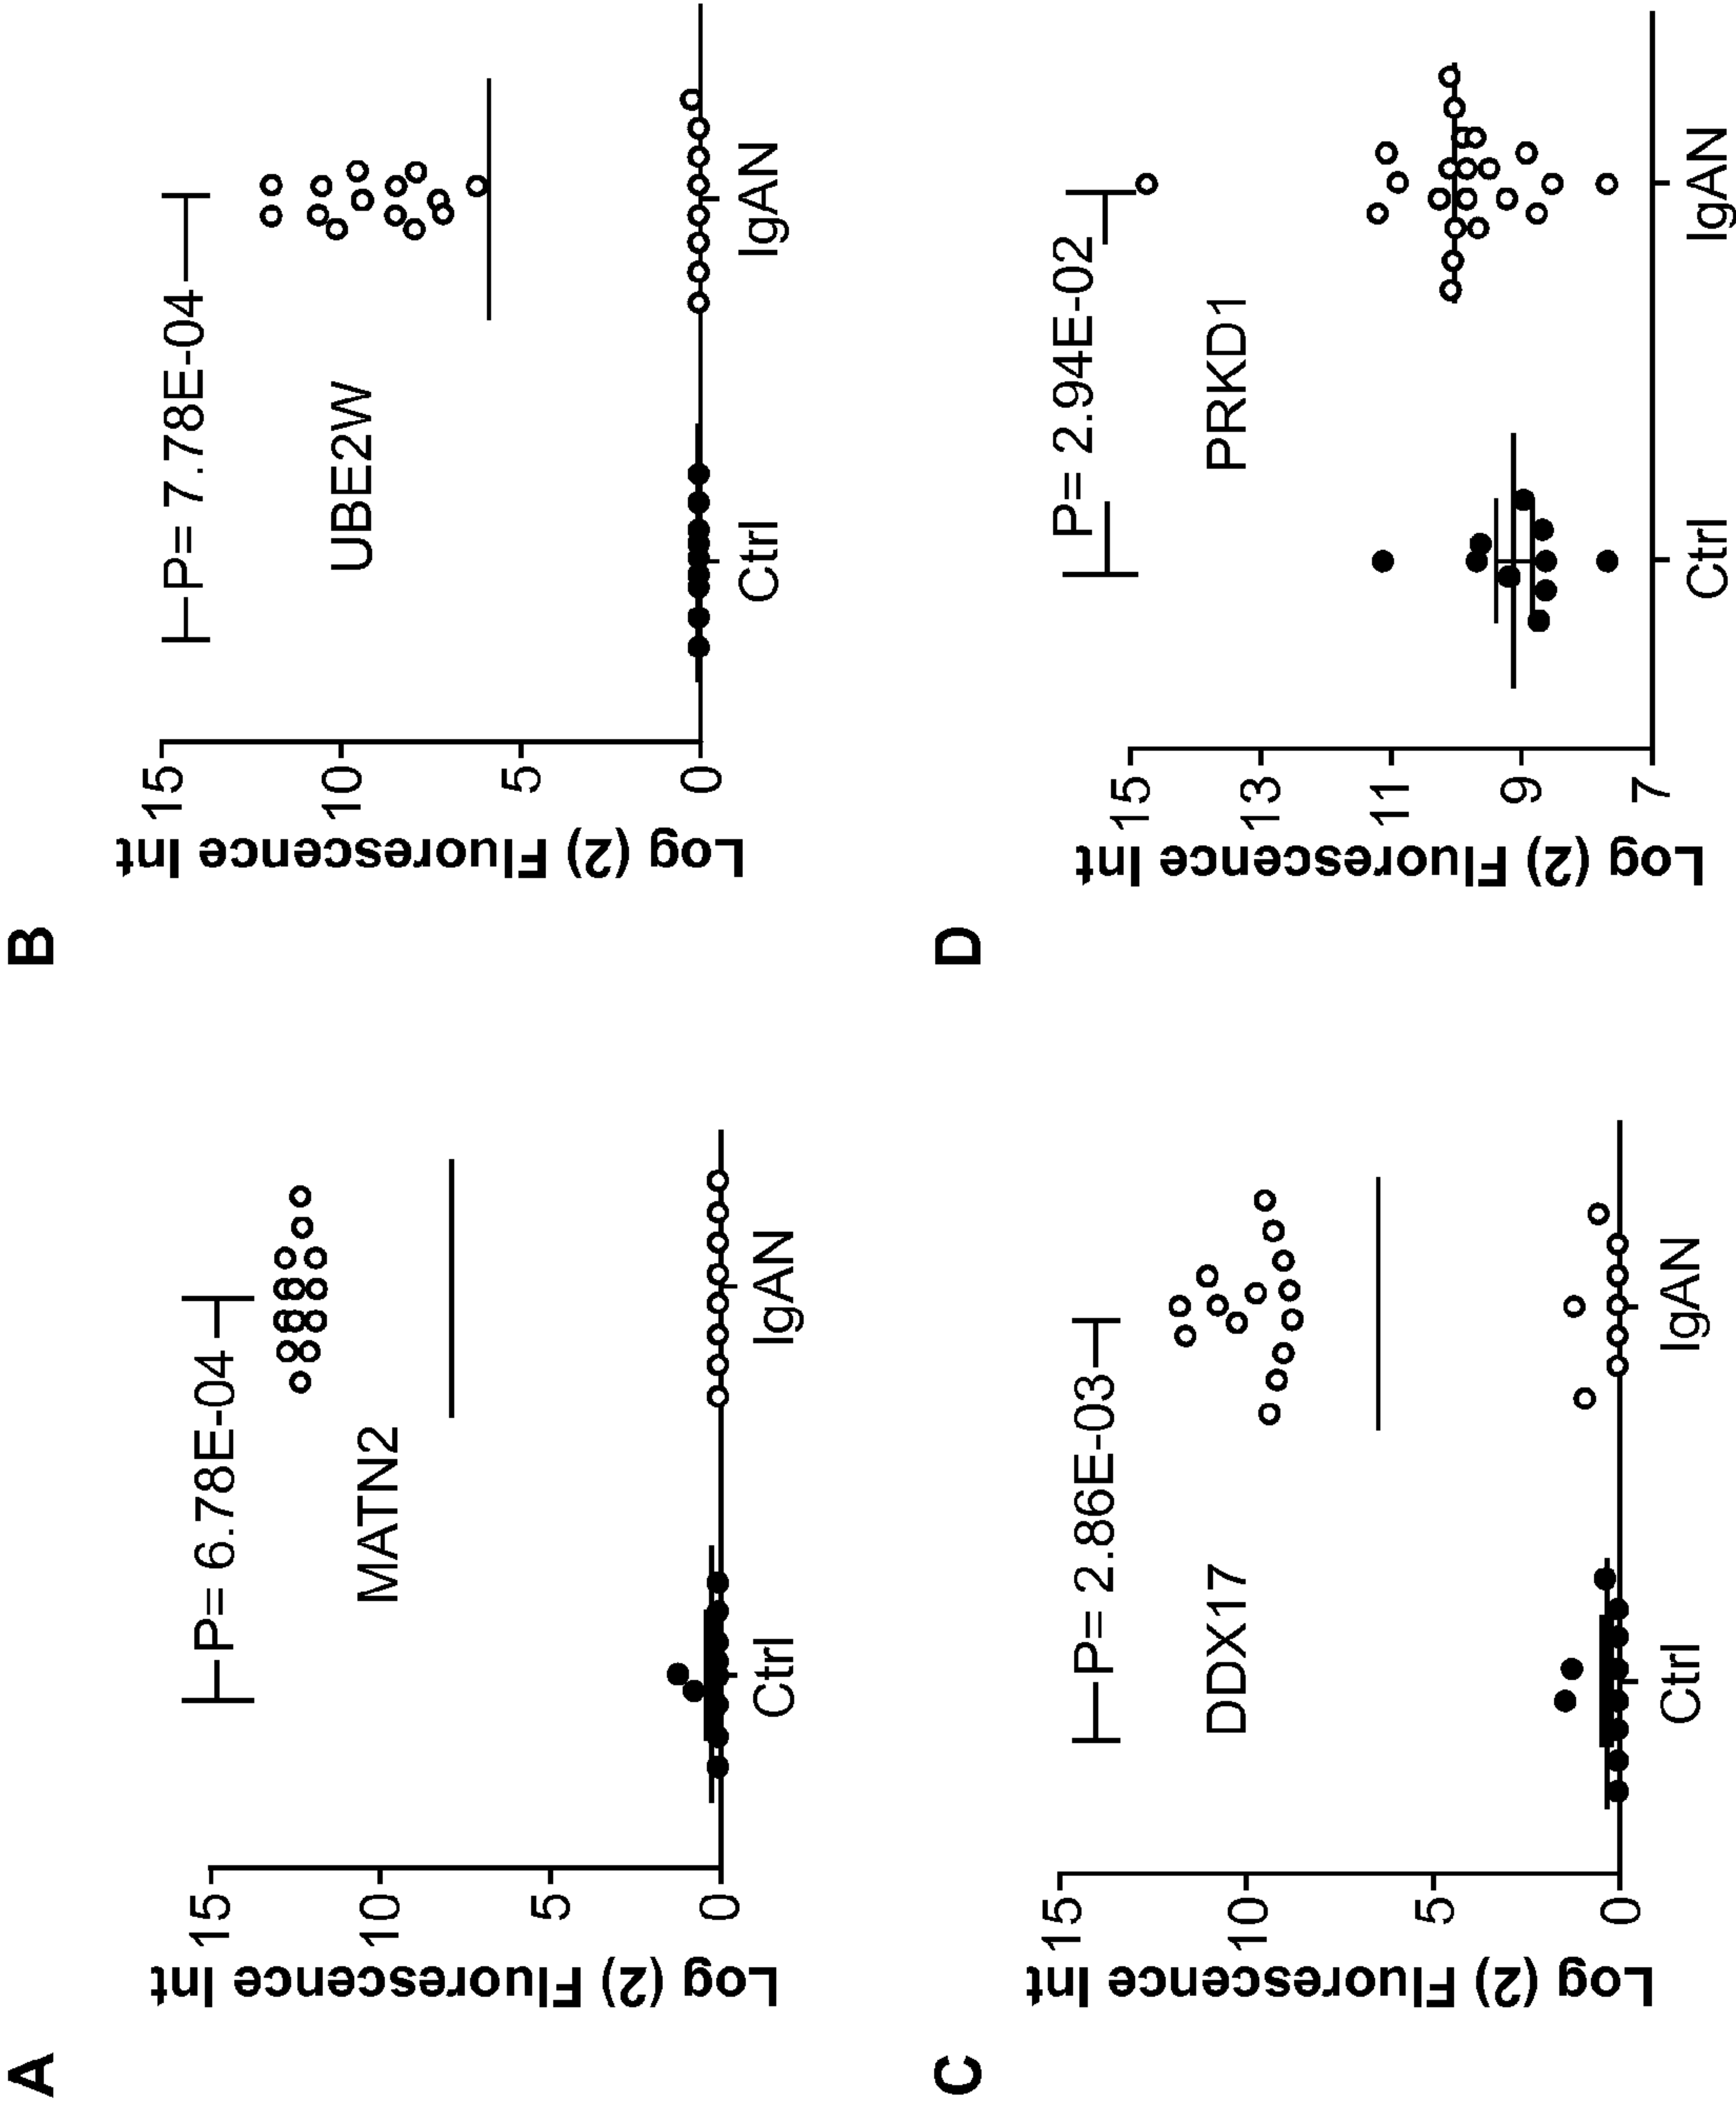 A
P= 6.78E-04
MATN2
Log (2) Fluorescence Int
15
10
5
0
Ctrl
IgAN
B
P= 7.78E-04
UBE2W
Log (2) Fluorescence Int
15
10
5
0
Ctrl
IgAN
C
P= 2.86E-03
DDX17
Log (2) Fluorescence Int
15
10
5
0
Ctrl
IgAN
D
P= 2.94E-02
PRKD1
Log (2) Fluorescence Int
15
13
11
9
7
Ctrl
IgAN